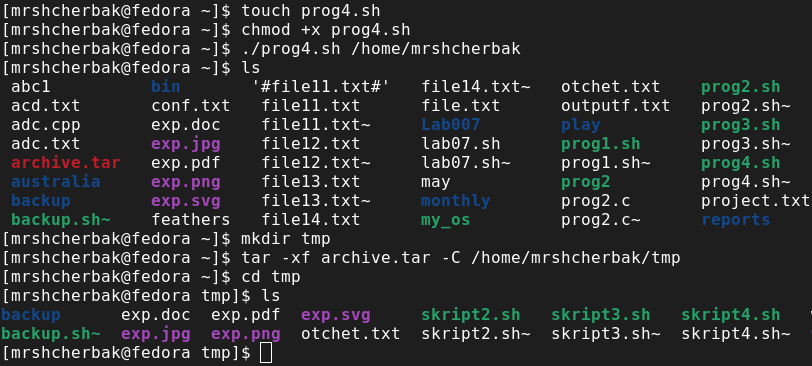 [mrshcherbak@fedora ~]$ touch prog4.sh
[mrshcherbak@fedora ~]$ chmod +x prog4.sh
[mrshcherbak@fedora ~]$ ./prog4.sh /home/mrshcherbak
[mrshcherbak@fedora ~]$ ls
abc1 bin '#file11.txt#' file14.txt~ otchet.txt prog2.sh
acd.txt conf.txt file11.txt file.txt outputf.txt prog2.sh~
adc.cpp exp.doc file11.txt~ Lab007 play prog3.sh
adc.txt exp.jpg file12.txt lab07.sh prog1.sh prog3.sh~
archive.tar exp.pdf file12.txt~ lab07.sh~ prog1.sh~ prog4.sh
australia exp.png file13.txt may prog2 prog4.sh~
backup exp.svg file13.txt~ monthly prog2.c project.txt
backup.sh~ feathers file14.txt my_os prog2.c~ reports
[mrshcherbak@fedora ~]$ mkdir tmp
[mrshcherbak@fedora ~]$ tar -xf archive.tar -C /home/mrshcherbak/tmp
[mrshcherbak@fedora ~]$ cd tmp
[mrshcherbak@fedora tmp]$ ls
backup exp.doc exp.pdf exp.svg skript2.sh skript3.sh skript4.sh
backup.sh~ exp.jpg exp.png otchet.txt skript2.sh~ skript3.sh~ skript4.sh~
[mrshcherbak@fedora tmp]$